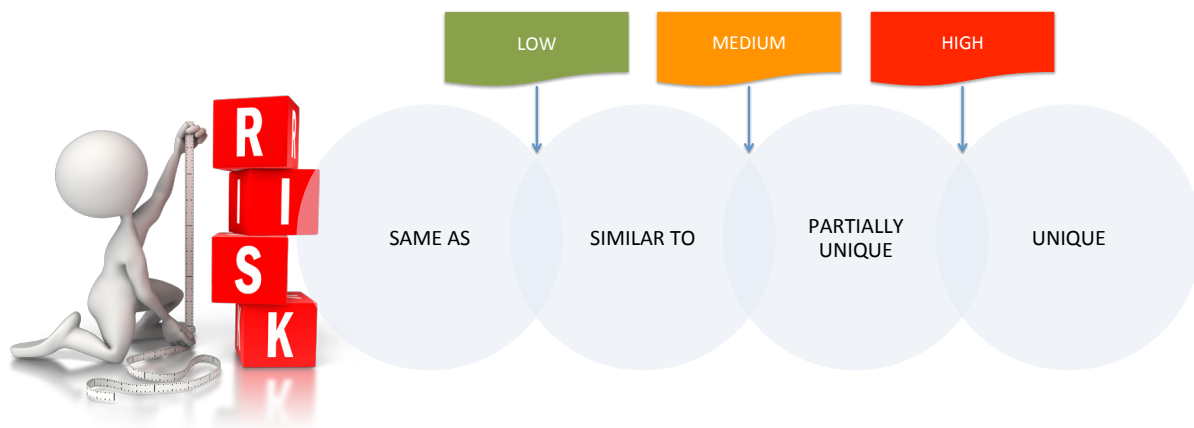 LOW
MEDIUM
HIGH
R R
I I
S
K
SAME AS
SIMILAR TO
PARTIALLY
UNIQUE
UNIQUE